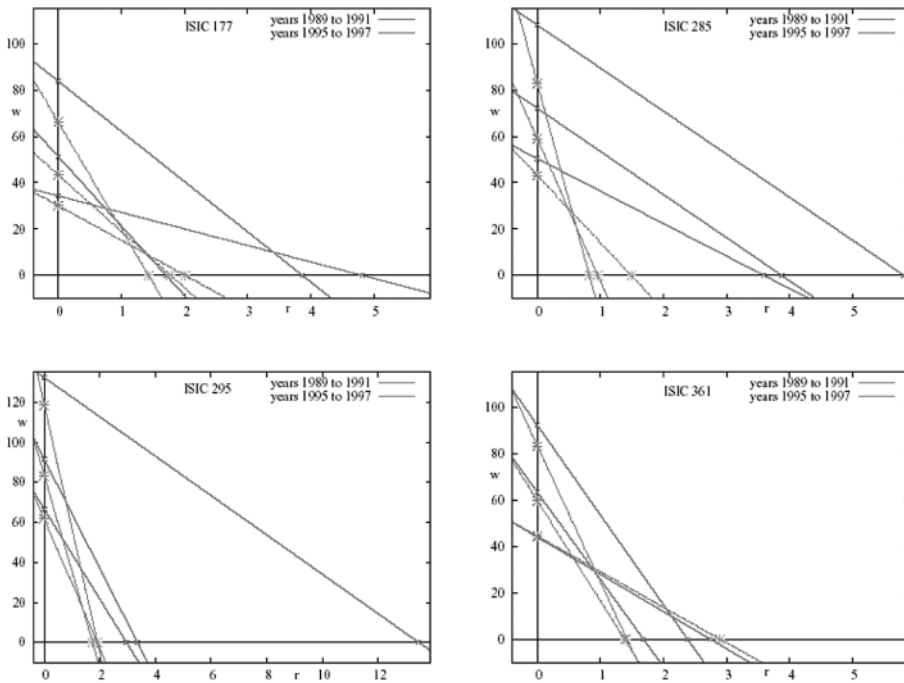 ISIC 177
years 1989 to 1991
years 1995 to 1997
100
w
80
60
40
20
0
0 1 2 3 r 4 5
ISIC 285
years 1989 to 1991
years 1995 to 1997
100
w
80
60
40
20
0
0 1 2 3 r 4 5
ISIC 295
years 1989 to 1991
years 1995 to 1997
120
w
100
80
60
40
20
0
0 2 4 6 8 r 10 12
ISIC 361
years 1989 to 1991
years 1995 to 1997
100
80
w
60
40
20
0
0 1 2 3 r 4 5